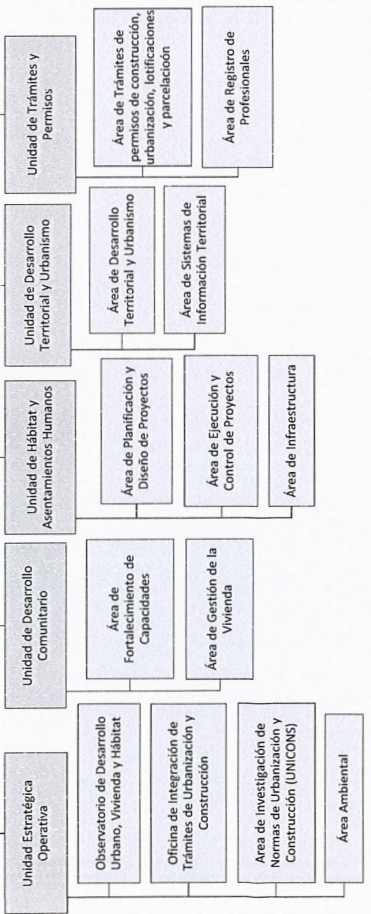 Unidad Estratégica
Operativa
Observatorio de Desarrollo
Urbano, Vivienda y Hábitat
Oficina de Integración de
Trámites de Urbanización y
Construcción
Area de Investigación de
Normas de Urbanización y
Construcción (UNICONS)
Área Ambiental
Unidad de Desarrollo
Comunitario
Área de
Fortalecimiento de
Capacidades
Área de Gestión de la
Vivienda
Unidad de Hábitat y
Asentamientos Humanos
Área de Planificación y
Diseño de Proyectos
Área de Ejecución y
Control de Proyectos
Área de Infraestructura
Unidad de Desarrollo
Territorial y Urbanismo
Área de Desarrollo
Territorial y Urbanismo
Área de Sistemas de
Información Territorial
Unidad de Trámites y
Permisos
Área de Trámites de
permisos de construcción,
urbanización, lotificaciones
y parcelacioón
Área de Registro de
Profesionales